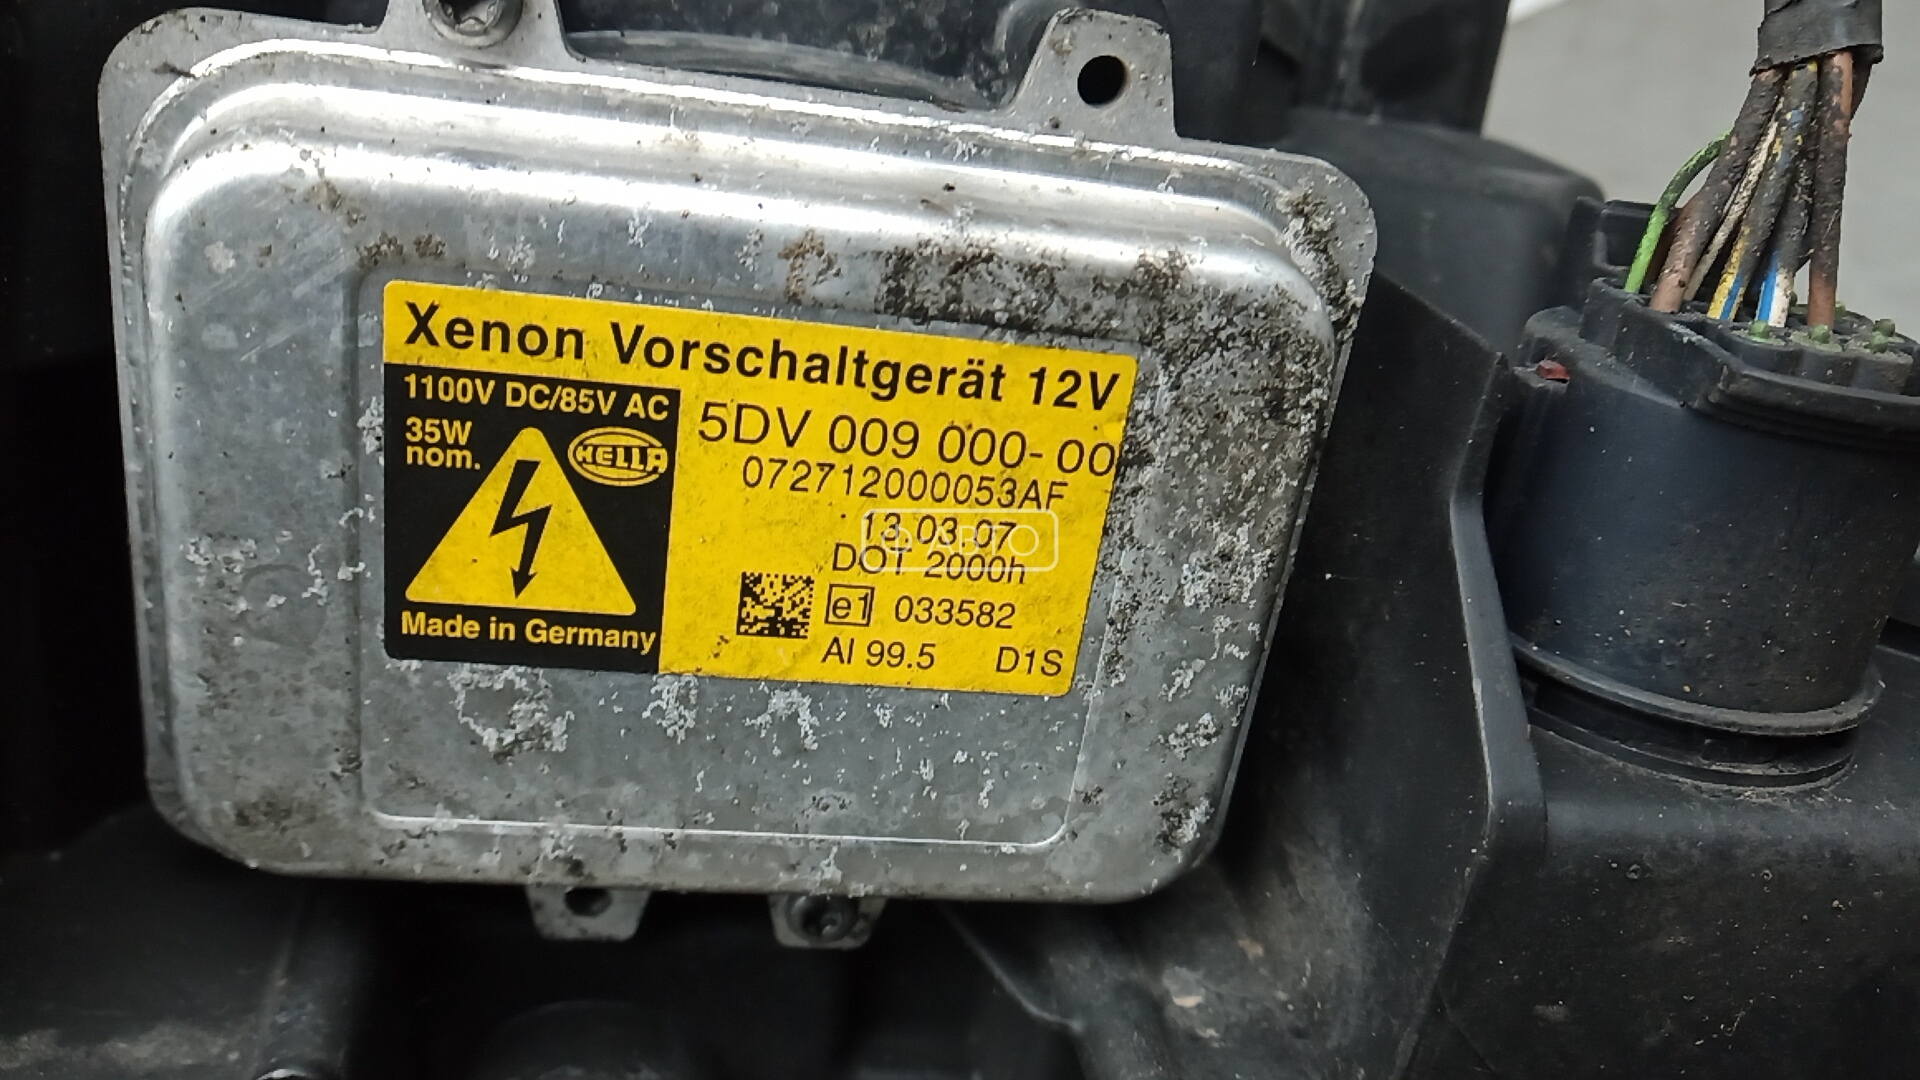 Xenon Vorschaltgerät 12V
1100V DC/85V AC
35W
nom.
HELLA
Made in Germany
5DV 009 000-00
072712000053AF
13.03.07
DOT 2000h
e1 033582
Al 99.5 D1S